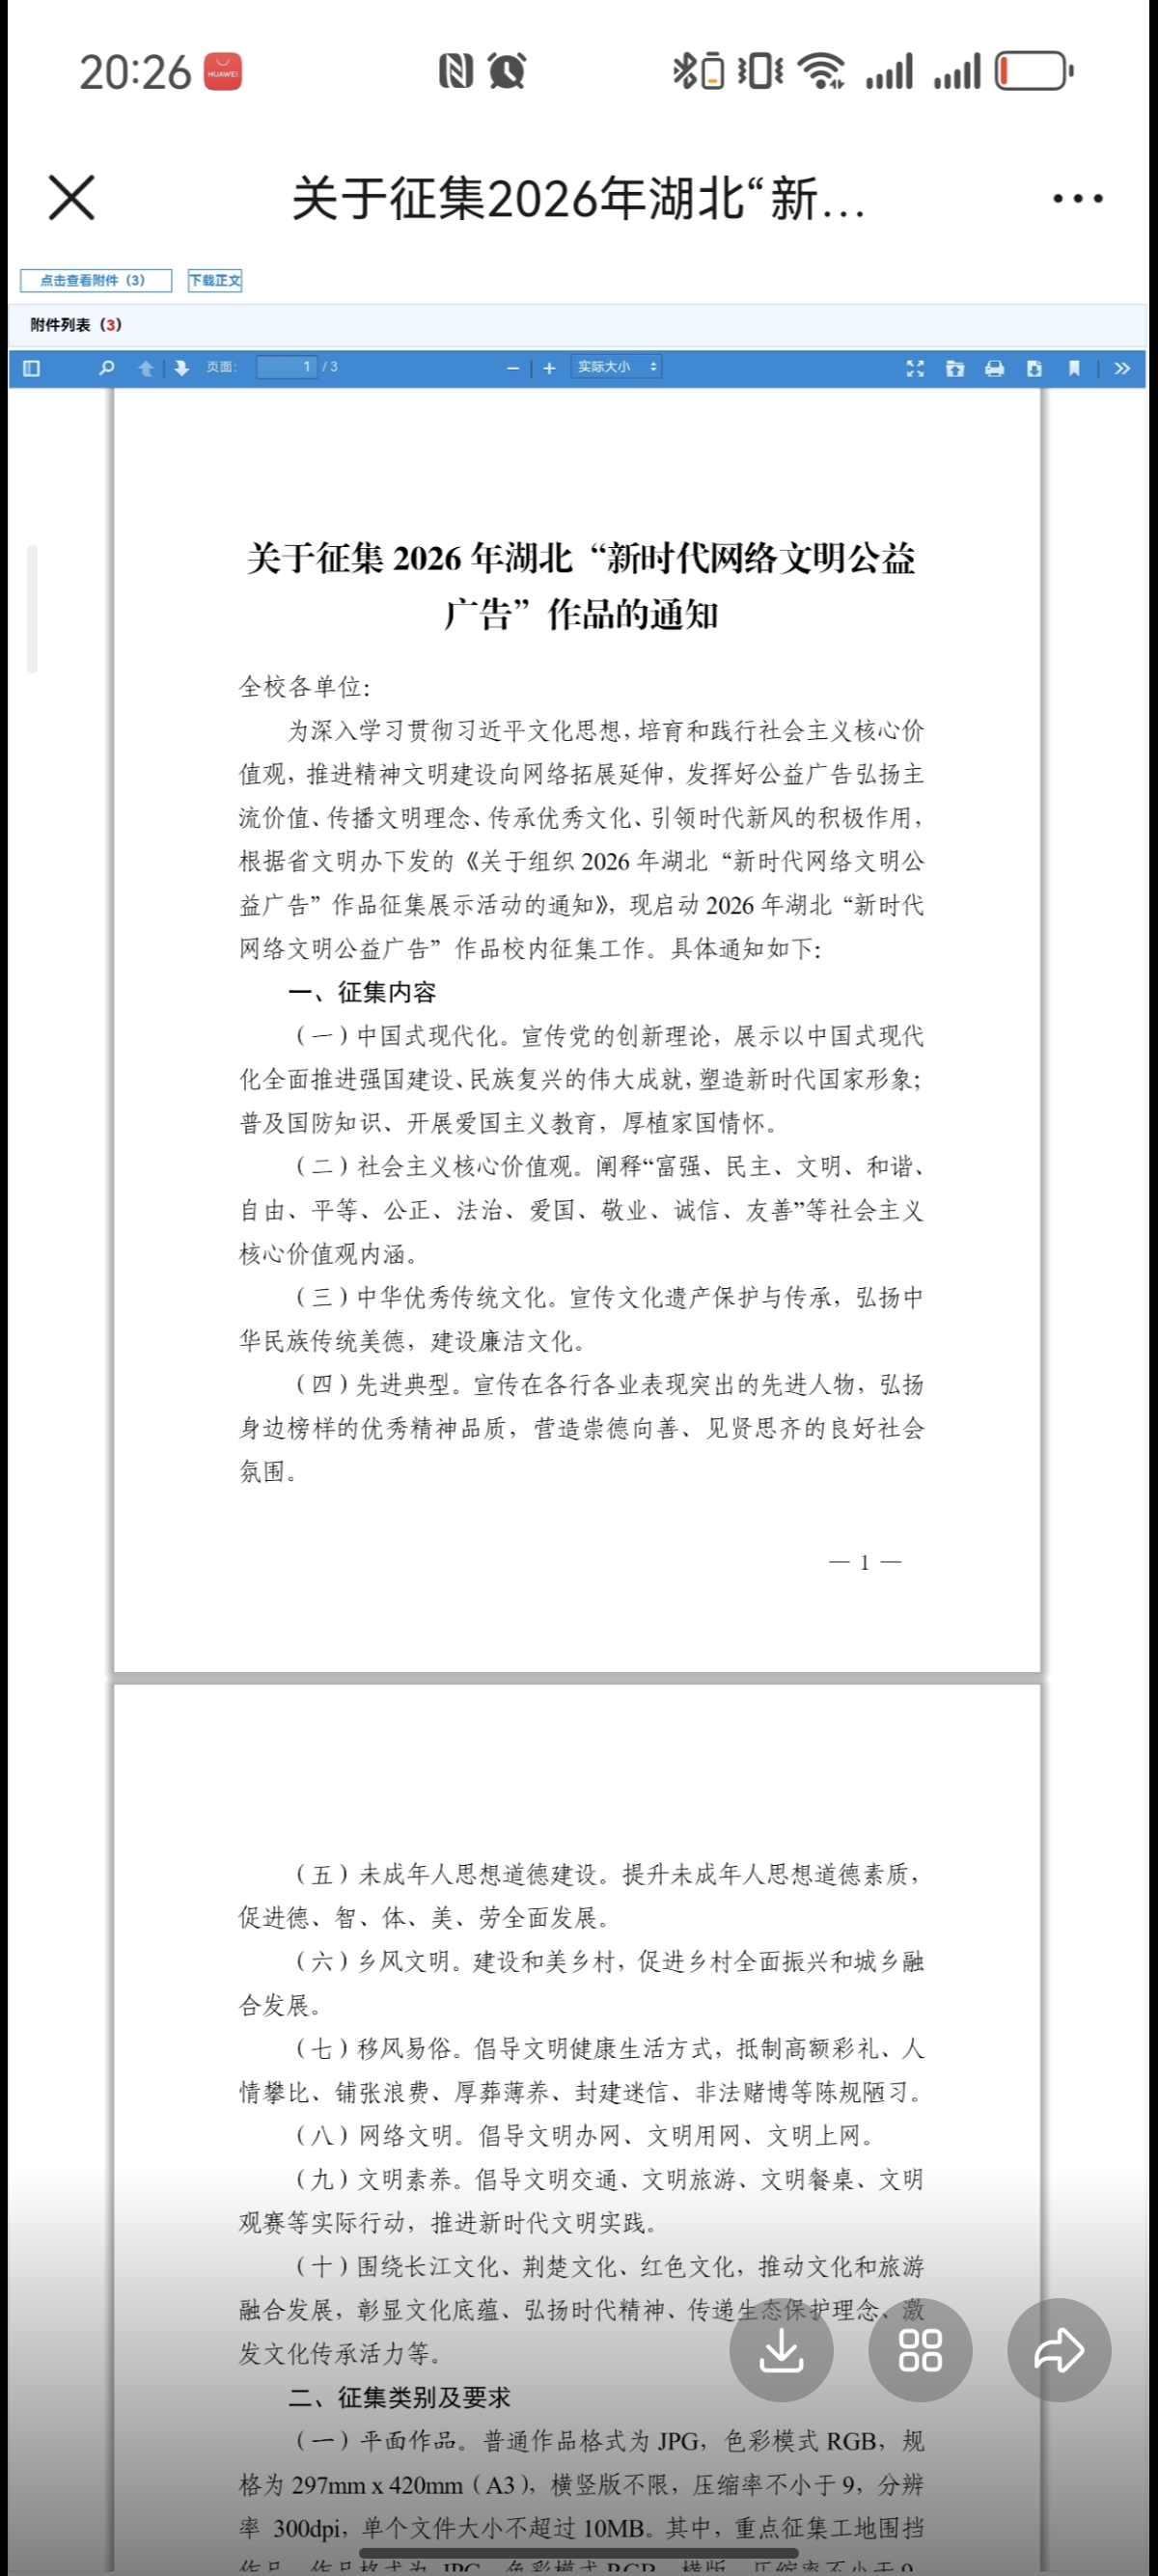 20:26
HUAWEI
关于征集2026年湖北“新...
点击查看附件（3） 下载正文
附件列表（3）
页面: 1 / 3 实际大小
关于征集 2026 年湖北“新时代网络文明公益
广告”作品的通知
全校各单位：
为深入学习贯彻习近平文化思想，培育和践行社会主义核心价
值观，推进精神文明建设向网络拓展延伸，发挥好公益广告弘扬主
流价值、传播文明理念、传承优秀文化、引领时代新风的积极作用，
根据省文明办下发的《关于组织 2026 年湖北“新时代网络文明公
益广告”作品征集展示活动的通知》，现启动 2026 年湖北“新时代
网络文明公益广告”作品校内征集工作。具体通知如下：
一、征集内容
（一）中国式现代化。宣传党的创新理论，展示以中国式现代
化全面推进强国建设、民族复兴的伟大成就，塑造新时代国家形象；
普及国防知识、开展爱国主义教育，厚植家国情怀。
（二）社会主义核心价值观。阐释“富强、民主、文明、和谐、
自由、平等、公正、法治、爱国、敬业、诚信、友善”等社会主义
核心价值观内涵。
（三）中华优秀传统文化。宣传文化遗产保护与传承，弘扬中
华民族传统美德，建设廉洁文化。
（四）先进典型。宣传在各行各业表现突出的先进人物，弘扬
身边榜样的优秀精神品质，营造崇德向善、见贤思齐的良好社会
氛围。
— 1 —
（五）未成年人思想道德建设。提升未成年人思想道德素质，
促进德、智、体、美、劳全面发展。
（六）乡风文明。建设和美乡村，促进乡村全面振兴和城乡融
合发展。
（七）移风易俗。倡导文明健康生活方式，抵制高额彩礼、人
情攀比、铺张浪费、厚葬薄养、封建迷信、非法赌博等陈规陋习。
（八）网络文明。倡导文明办网、文明用网、文明上网。
（九）文明素养。倡导文明交通、文明旅游、文明餐桌、文明
观赛等实际行动，推进新时代文明实践。
（十）围绕长江文化、荆楚文化、红色文化，推动文化和旅游
融合发展，彰显文化底蕴、弘扬时代精神、传递生态保护理念、激
发文化传承活力等。
二、征集类别及要求
（一）平面作品。普通作品格式为 JPG，色彩模式 RGB，规
格为 297mm x 420mm（A3），横竖版不限，压缩率不小于 9，分辨
率 300dpi，单个文件大小不超过 10MB。其中，重点征集工地围挡
作品，作品格式为 JPG，色彩模式 RGB，横版，压缩率不小于 9，